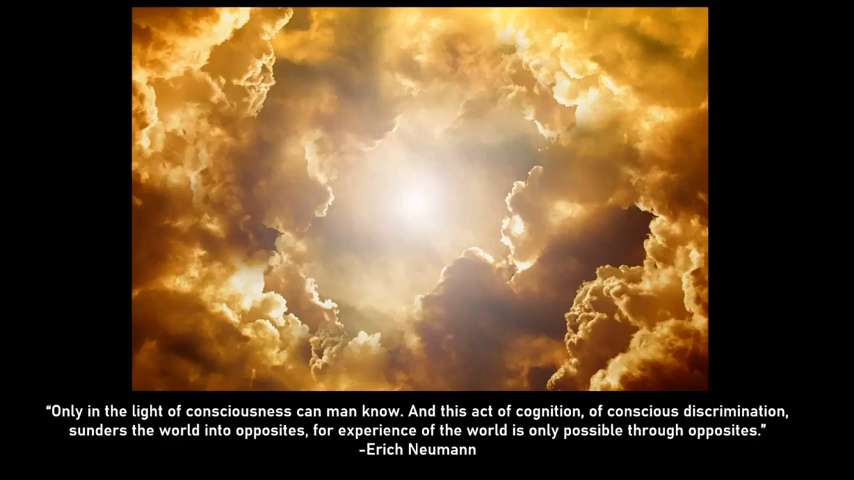 “Only in the light of consciousness can man know. And this act of cognition, of conscious discrimination,
sunders the world into opposites, for experience of the world is only possible through opposites.”
-Erich Neumann